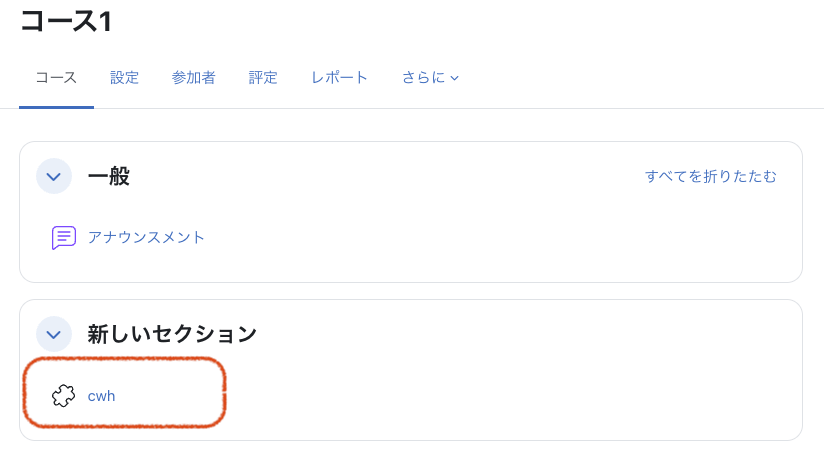 コース1
コース 設定 参加者 評定 レポート さらに
一般 すべてを折りたたむ
アナウンスメント
新しいセクション
cwh